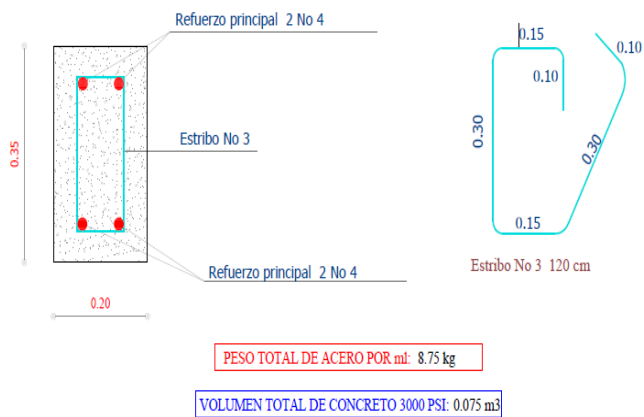 Refuerzo principal 2 No 4
0.15
0.10
0.10
0.35
Estribo No 3
0.30
0.30
0.15
Refuerzo principal 2 No 4
Estribo No 3 120 cm
0.20
PESO TOTAL DE ACERO POR ml: 8.75 kg
VOLUMEN TOTAL DE CONCRETO 3000 PSI: 0.075 m3